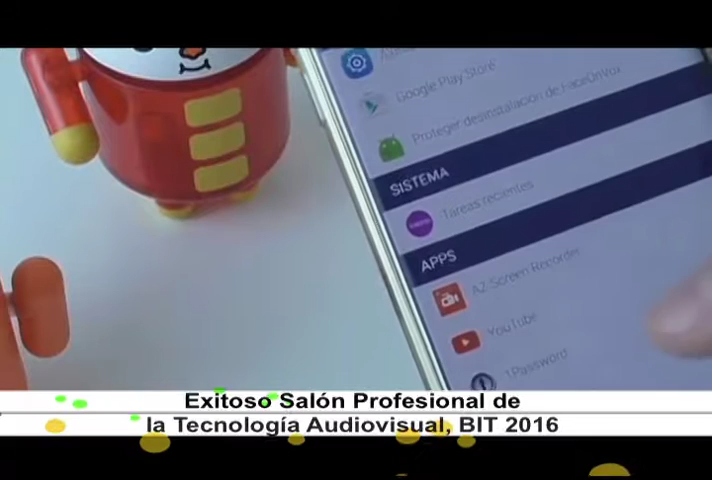 Google Play Store
Proteger desinstalación de FaceOnVox
SISTEMA
Tareas recientes
APPS
AZ Screen Recorder
YouTube
1Password
Exitoso Salón Profesional de
la Tecnología Audiovisual, BIT 2016